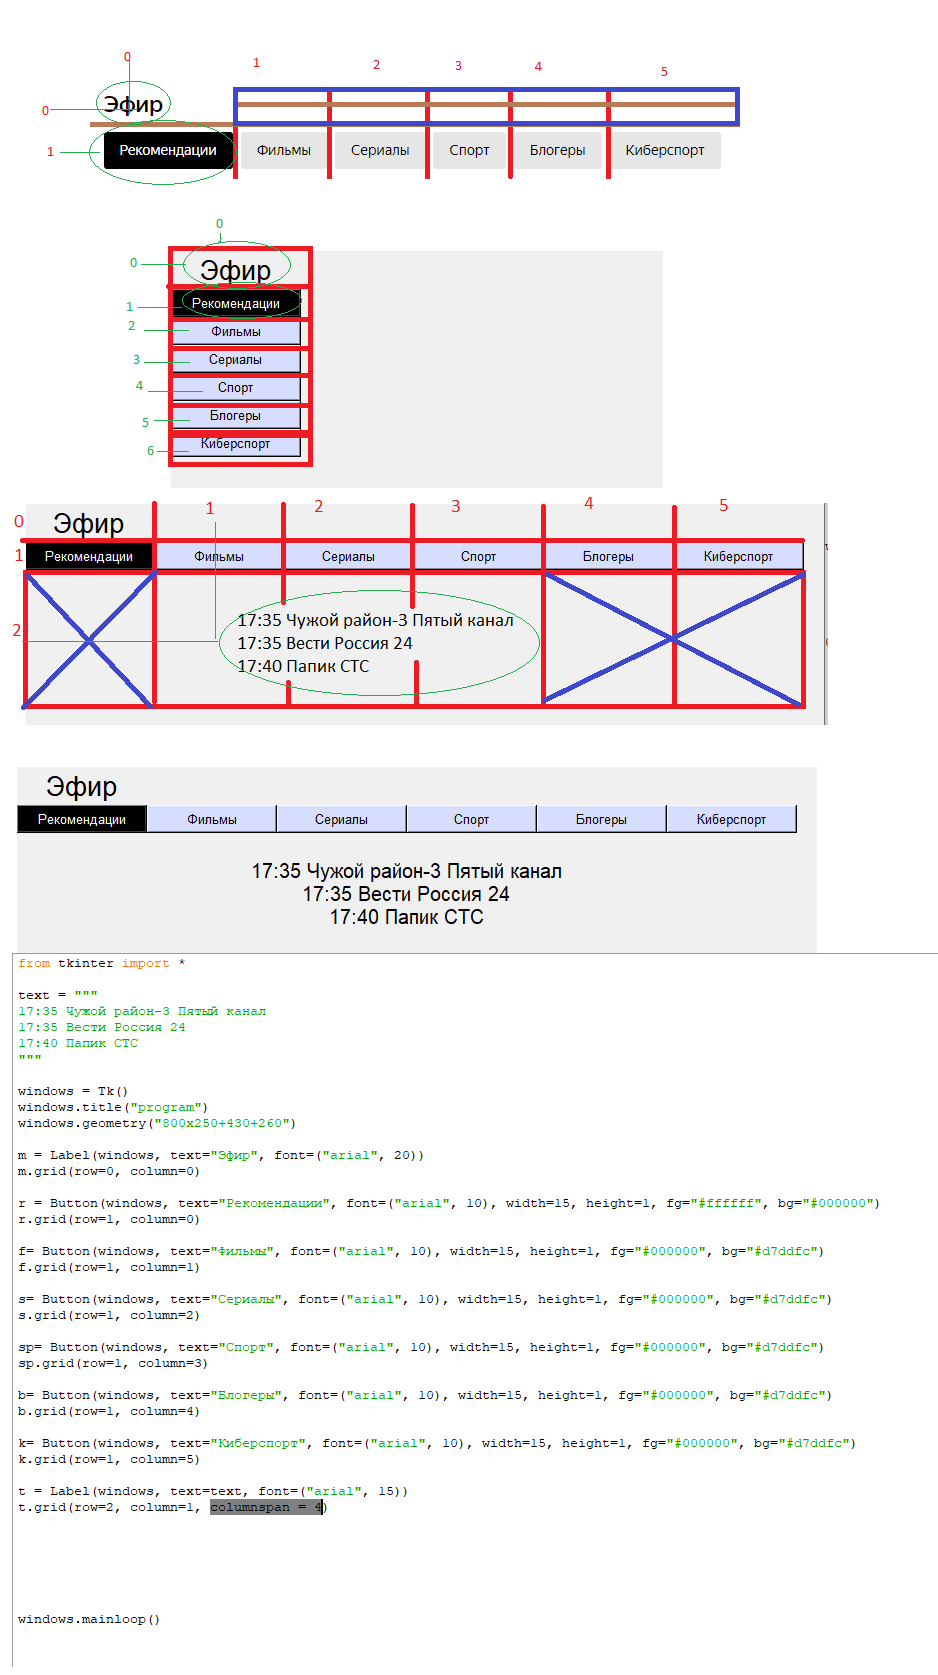 0 1 2 3 4 5
0 Эфир
1 Рекомендации Фильмы Сериалы Спорт Блогеры Киберспорт
0
0 Эфир
1 Рекомендации
2 Фильмы
3 Сериалы
4 Спорт
5 Блогеры
6 Киберспорт
1 2 3 4 5
0 Эфир
1 Рекомендации Фильмы Сериалы Спорт Блогеры Киберспорт
17:35 Чужой район-3 Пятый канал
2 17:35 Вести Россия 24
17:40 Папик СТС
Эфир
Рекомендации Фильмы Сериалы Спорт Блогеры Киберспорт
17:35 Чужой район-3 Пятый канал
17:35 Вести Россия 24
17:40 Папик СТС
from tkinter import *
text = """
17:35 Чужой район-3 Пятый канал
17:35 Вести Россия 24
17:40 Папик СТС
"""
windows = Tk()
windows.title("program")
windows.geometry("800x250+430+260")
m = Label(windows, text="Эфир", font=("arial", 20))
m.grid(row=0, column=0)
r = Button(windows, text="Рекомендации", font=("arial", 10), width=15, height=1, fg="#ffffff", bg="#000000")
r.grid(row=1, column=0)
f= Button(windows, text="Фильмы", font=("arial", 10), width=15, height=1, fg="#000000", bg="#d7ddfc")
f.grid(row=1, column=1)
s= Button(windows, text="Сериалы", font=("arial", 10), width=15, height=1, fg="#000000", bg="#d7ddfc")
s.grid(row=1, column=2)
sp= Button(windows, text="Спорт", font=("arial", 10), width=15, height=1, fg="#000000", bg="#d7ddfc")
sp.grid(row=1, column=3)
b= Button(windows, text="Блогеры", font=("arial", 10), width=15, height=1, fg="#000000", bg="#d7ddfc")
b.grid(row=1, column=4)
k= Button(windows, text="Киберспорт", font=("arial", 10), width=15, height=1, fg="#000000", bg="#d7ddfc")
k.grid(row=1, column=5)
t = Label(windows, text=text, font=("arial", 15))
t.grid(row=2, column=1, columnspan = 4)
windows.mainloop()